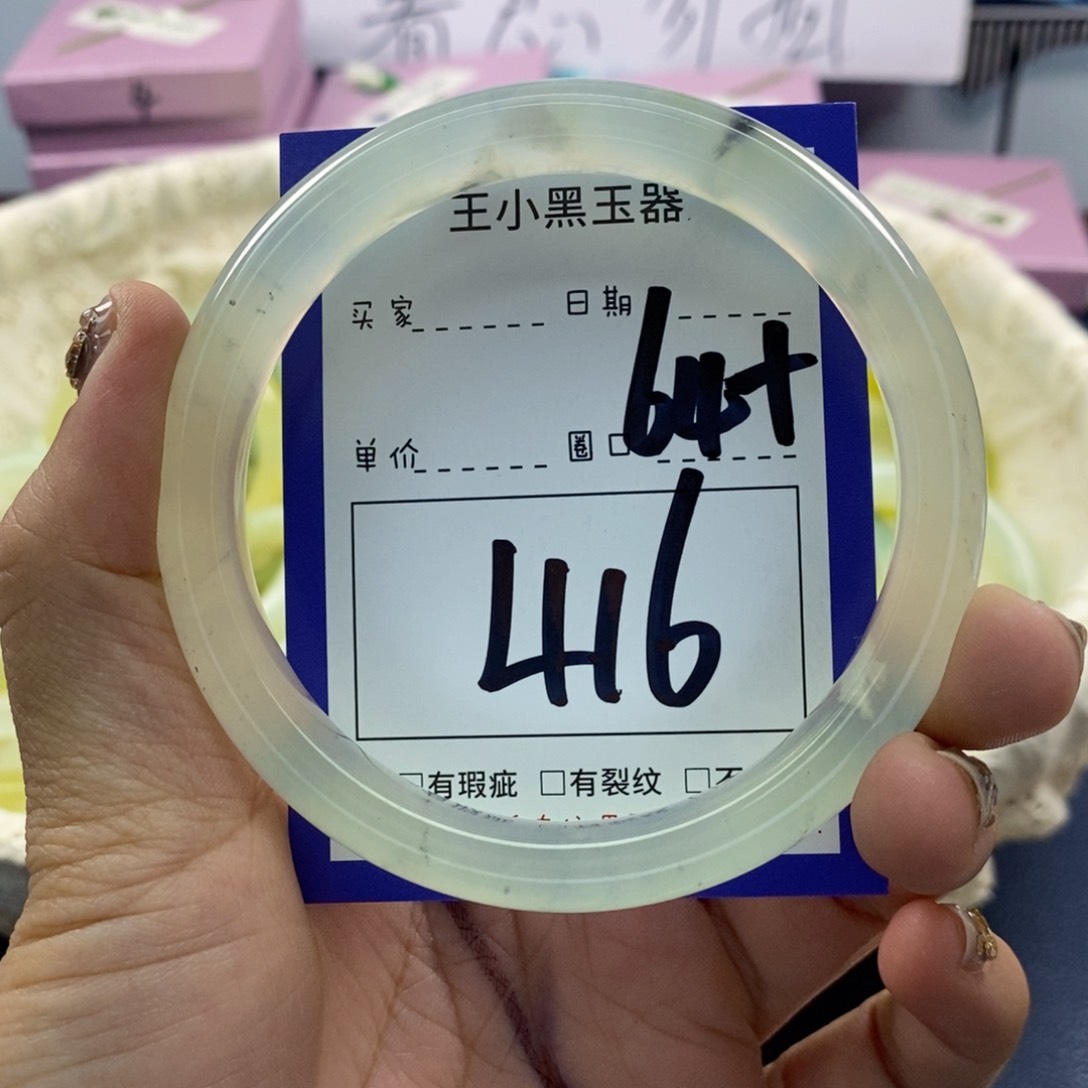 王小黑玉器
买家 日期
64+
单价 圈口
416
□有瑕疵 □有裂纹 □不